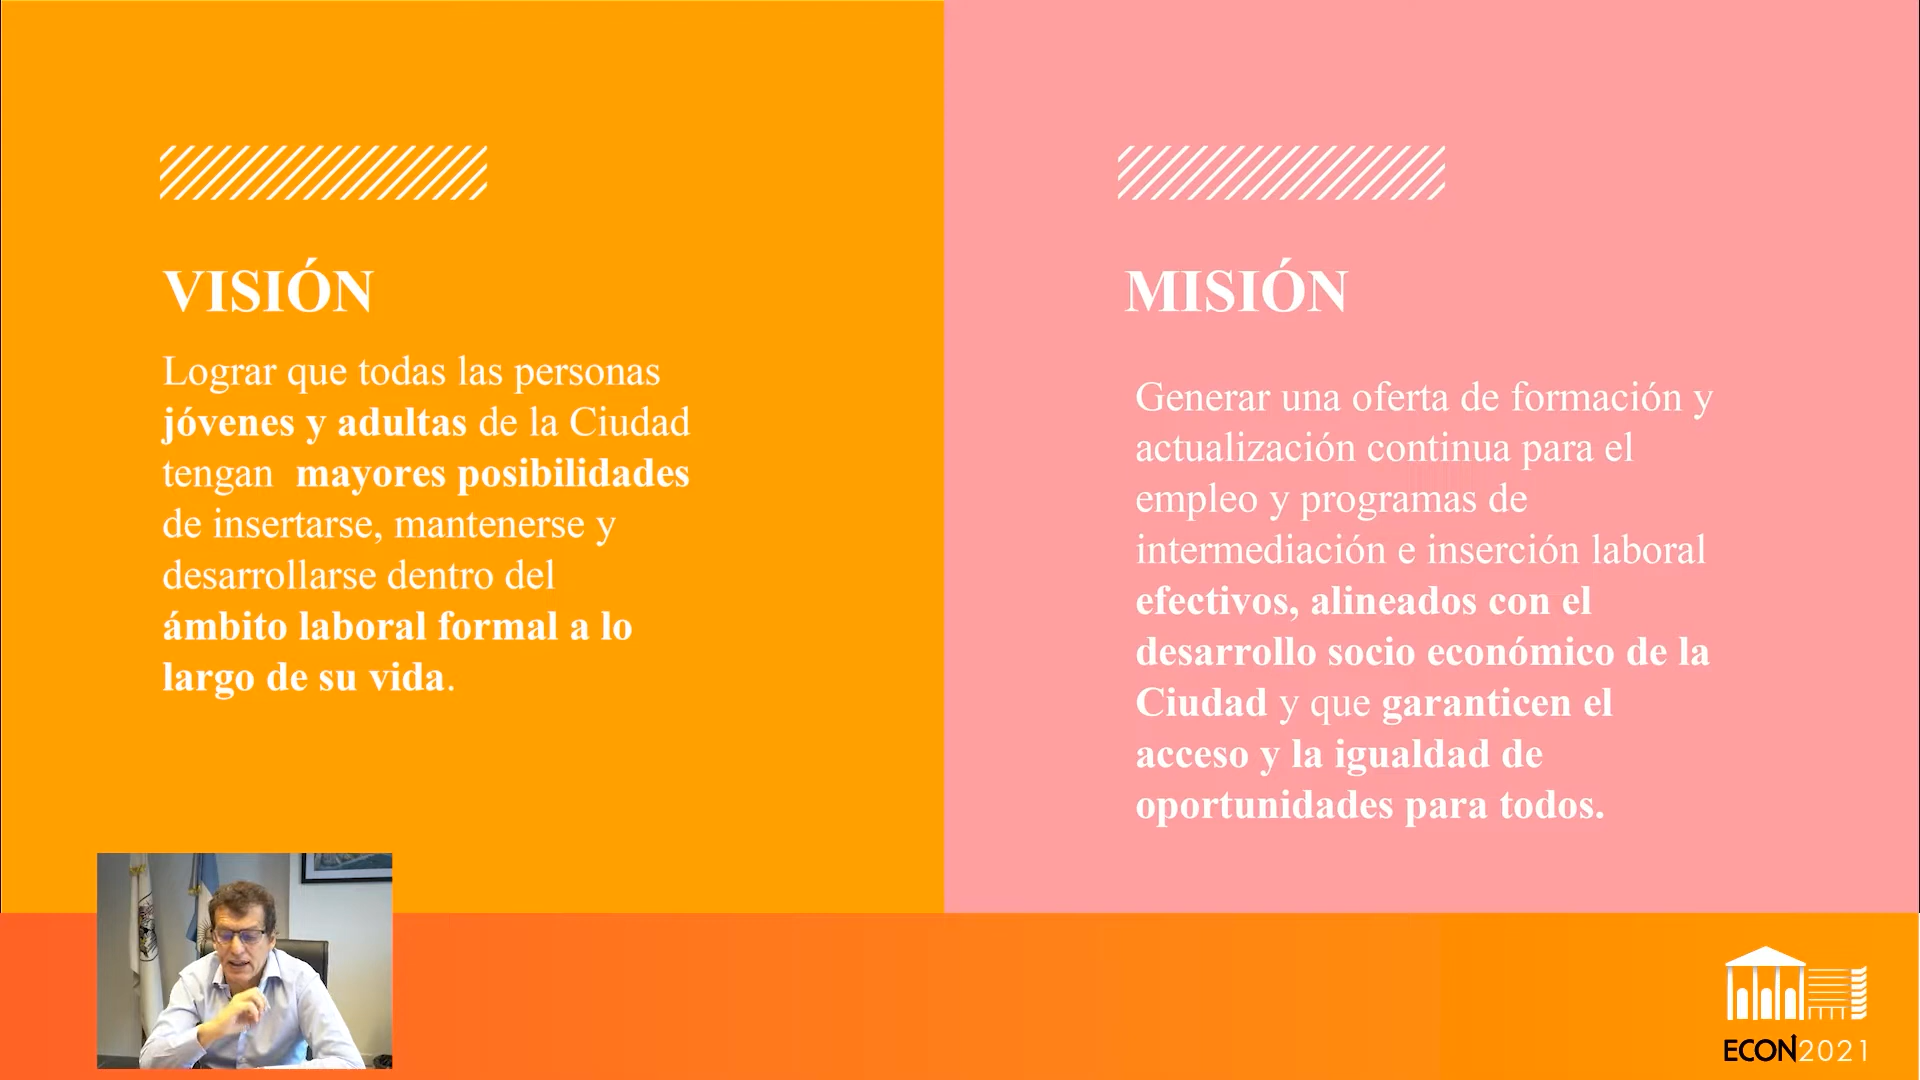 VISIÓN
Lograr que todas las personas
jóvenes y adultas de la Ciudad
tengan  mayores posibilidades
de insertarse, mantenerse y
desarrollarse dentro del
ámbito laboral formal a lo
largo de su vida.
MISIÓN
Generar una oferta de formación y
actualización continua para el
empleo y programas de
intermediación e inserción laboral
efectivos, alineados con el
desarrollo socio económico de la
Ciudad y que garanticen el
acceso y la igualdad de
oportunidades para todos.
ECON2021